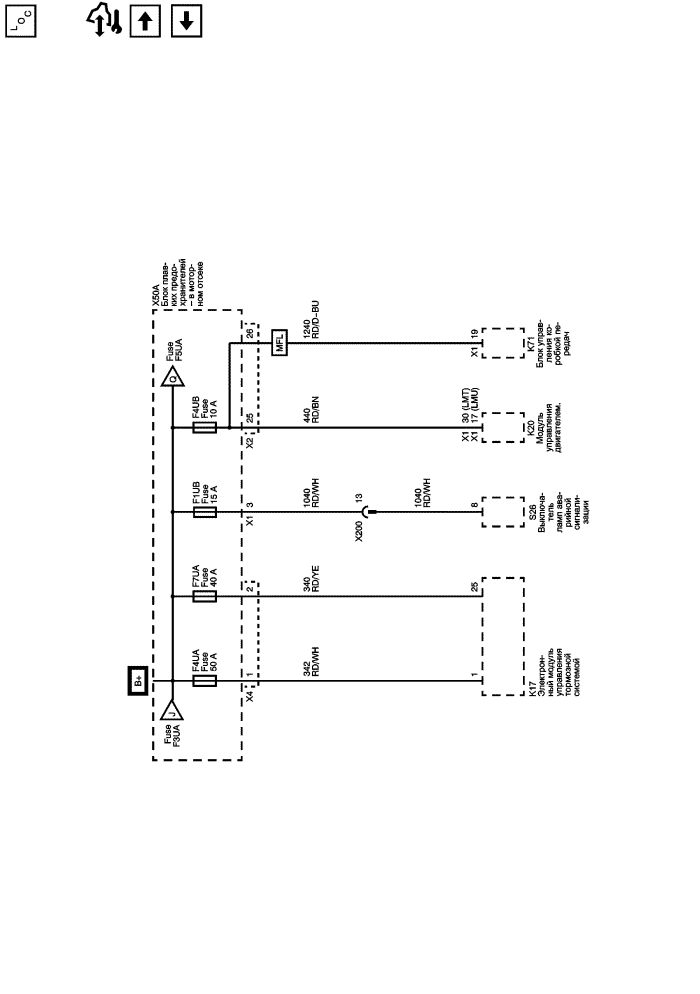 LOC
B+
X50A
Блок плав-
ких предо-
хранителей
– в мотор-
ном отсеке
Fuse
F3UA
J
F4UA
Fuse
50 A
F7UA
Fuse
40 A
F1UB
Fuse
15 A
F4UB
Fuse
10 A
Fuse
F5UA
Q
X4
1
2
X1
3
X2
25
26
MFL
342
RD/WH
340
RD/YE
1040
RD/WH
440
RD/BN
1240
RD/D-BU
X200
13
1040
RD/WH
1
25
8
X1 30 (LMT)
X1 17 (LMU)
X1 19
K17
Электрон-
ный модуль
управления
тормозной
системой
S26
Выключа-
тель
ламп ава-
рийной
сигнали-
зации
K20
Модуль
управления
двигателем.
K71
Блок управ-
ления ко-
робкой пе-
редач